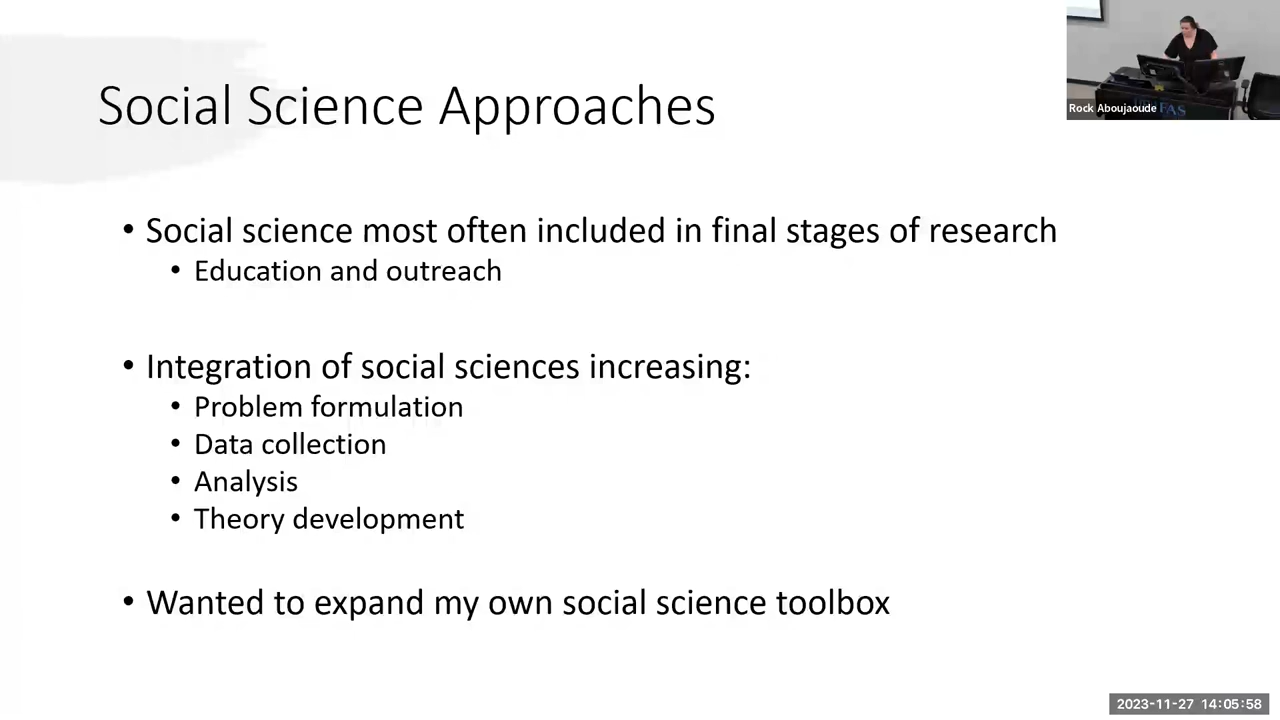 Social Science Approaches
Rock Aboujaoude
FAS
• Social science most often included in final stages of research
• Education and outreach
• Integration of social sciences increasing:
• Problem formulation
• Data collection
• Analysis
• Theory development
• Wanted to expand my own social science toolbox
2023-11-27 14:05:58